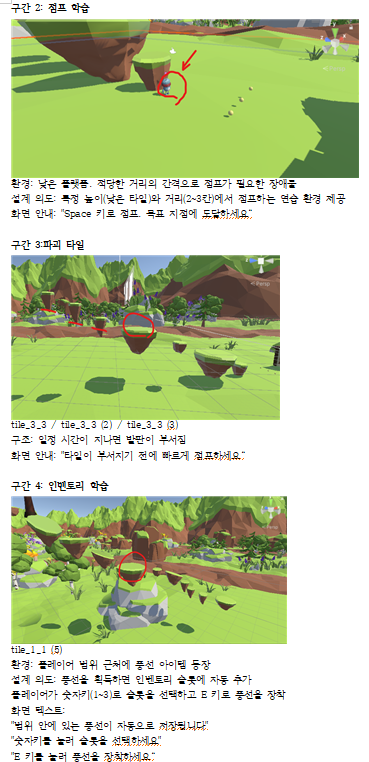 구간 2: 점프 학습
< Persp
환경: 낮은 플랫폼. 적당한 거리의 간격으로 점프가 필요한 장애물
설계 의도: 특정 높이(낮은 타일)와 거리(2~3칸)에서 점프하는 연습 환경 제공
화면 안내: "Space 키로 점프. 목표 지점에 도달하세요."
구간 3:파괴 타일
< Persp
tile_3_3 / tile_3_3 (2) / tile_3_3 (3)
구조: 일정 시간이 지나면 발판이 부서짐
화면 안내: "타일이 부서지기 전에 빠르게 점프하세요."
구간 4: 인벤토리 학습
tile_1_1 (5)
환경: 플레이어 범위 근처에 풍선 아이템 등장
설계 의도: 풍선을 획득하면 인벤토리 슬롯에 자동 추가
플레이어가 숫자키(1~3)로 슬롯을 선택하고 E 키로 풍선을 장착
화면 텍스트:
"범위 안에 있는 풍선이 자동으로 저장됩니다"
"숫자키를 눌러 슬롯을 선택하세요"
"E 키를 눌러 풍선을 장착하세요."